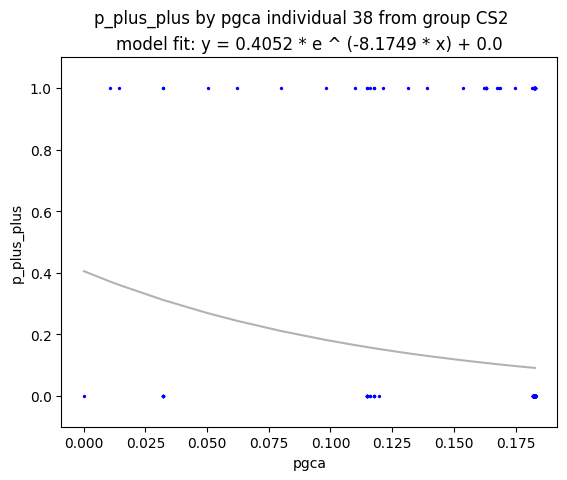 p_plus_plus by pgca individual 38 from group CS2
model fit: y = 0.4052 * e ^ (-8.1749 * x) + 0.0
1.0
0.8
0.6
0.4
0.2
0.0
p_plus_plus
0.000 0.025 0.050 0.075 0.100 0.125 0.150 0.175
pgca